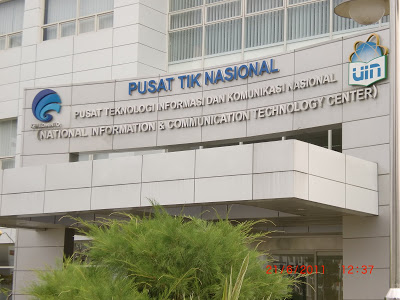 PUSAT TIK NASIONAL
PUSAT TEKNOLOGI INFORMASI DAN KOMUNIKASI NASIONAL
(NATIONAL INFORMATION & COMMUNICATION TECHNOLOGY CENTER)
UIN
12:37